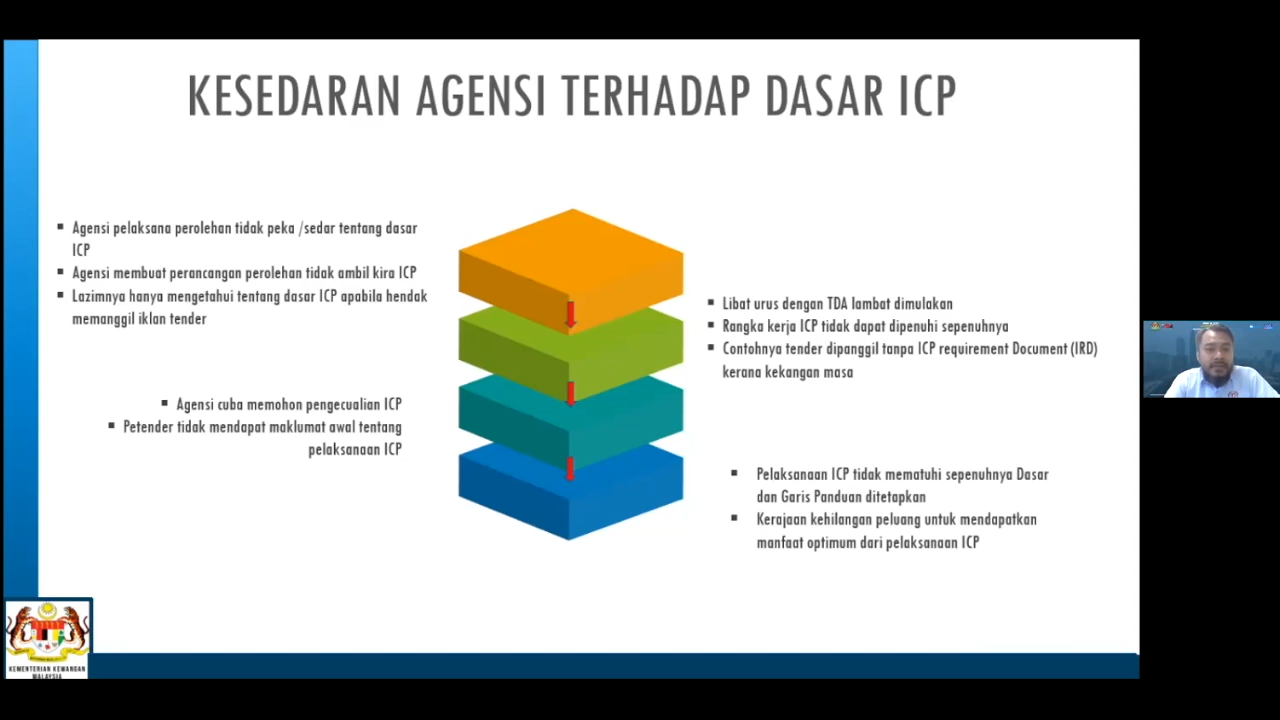 KESEDARAN AGENSI TERHADAP DASAR ICP
▪ Agensi pelaksana perolehan tidak peka /sedar tentang dasar
ICP
▪ Agensi membuat perancangan perolehan tidak ambil kira ICP
▪ Lazimnya hanya mengetahui tentang dasar ICP apabila hendak
memanggil iklan tender
▪ Libat urus dengan TDA lambat dimulakan
▪ Rangka kerja ICP tidak dapat dipenuhi sepenuhnya
▪ Contohnya tender dipanggil tanpa ICP requirement Document (IRD)
kerana kekangan masa
▪ Agensi cuba memohon pengecualian ICP
▪ Petender tidak mendapat maklumat awal tentang
pelaksanaan ICP
▪ Pelaksanaan ICP tidak mematuhi sepenuhnya Dasar
dan Garis Panduan ditetapkan
▪ Kerajaan kehilangan peluang untuk mendapatkan
manfaat optimum dari pelaksanaan ICP
KEMENTERIAN KEWANGAN
MALAYSIA